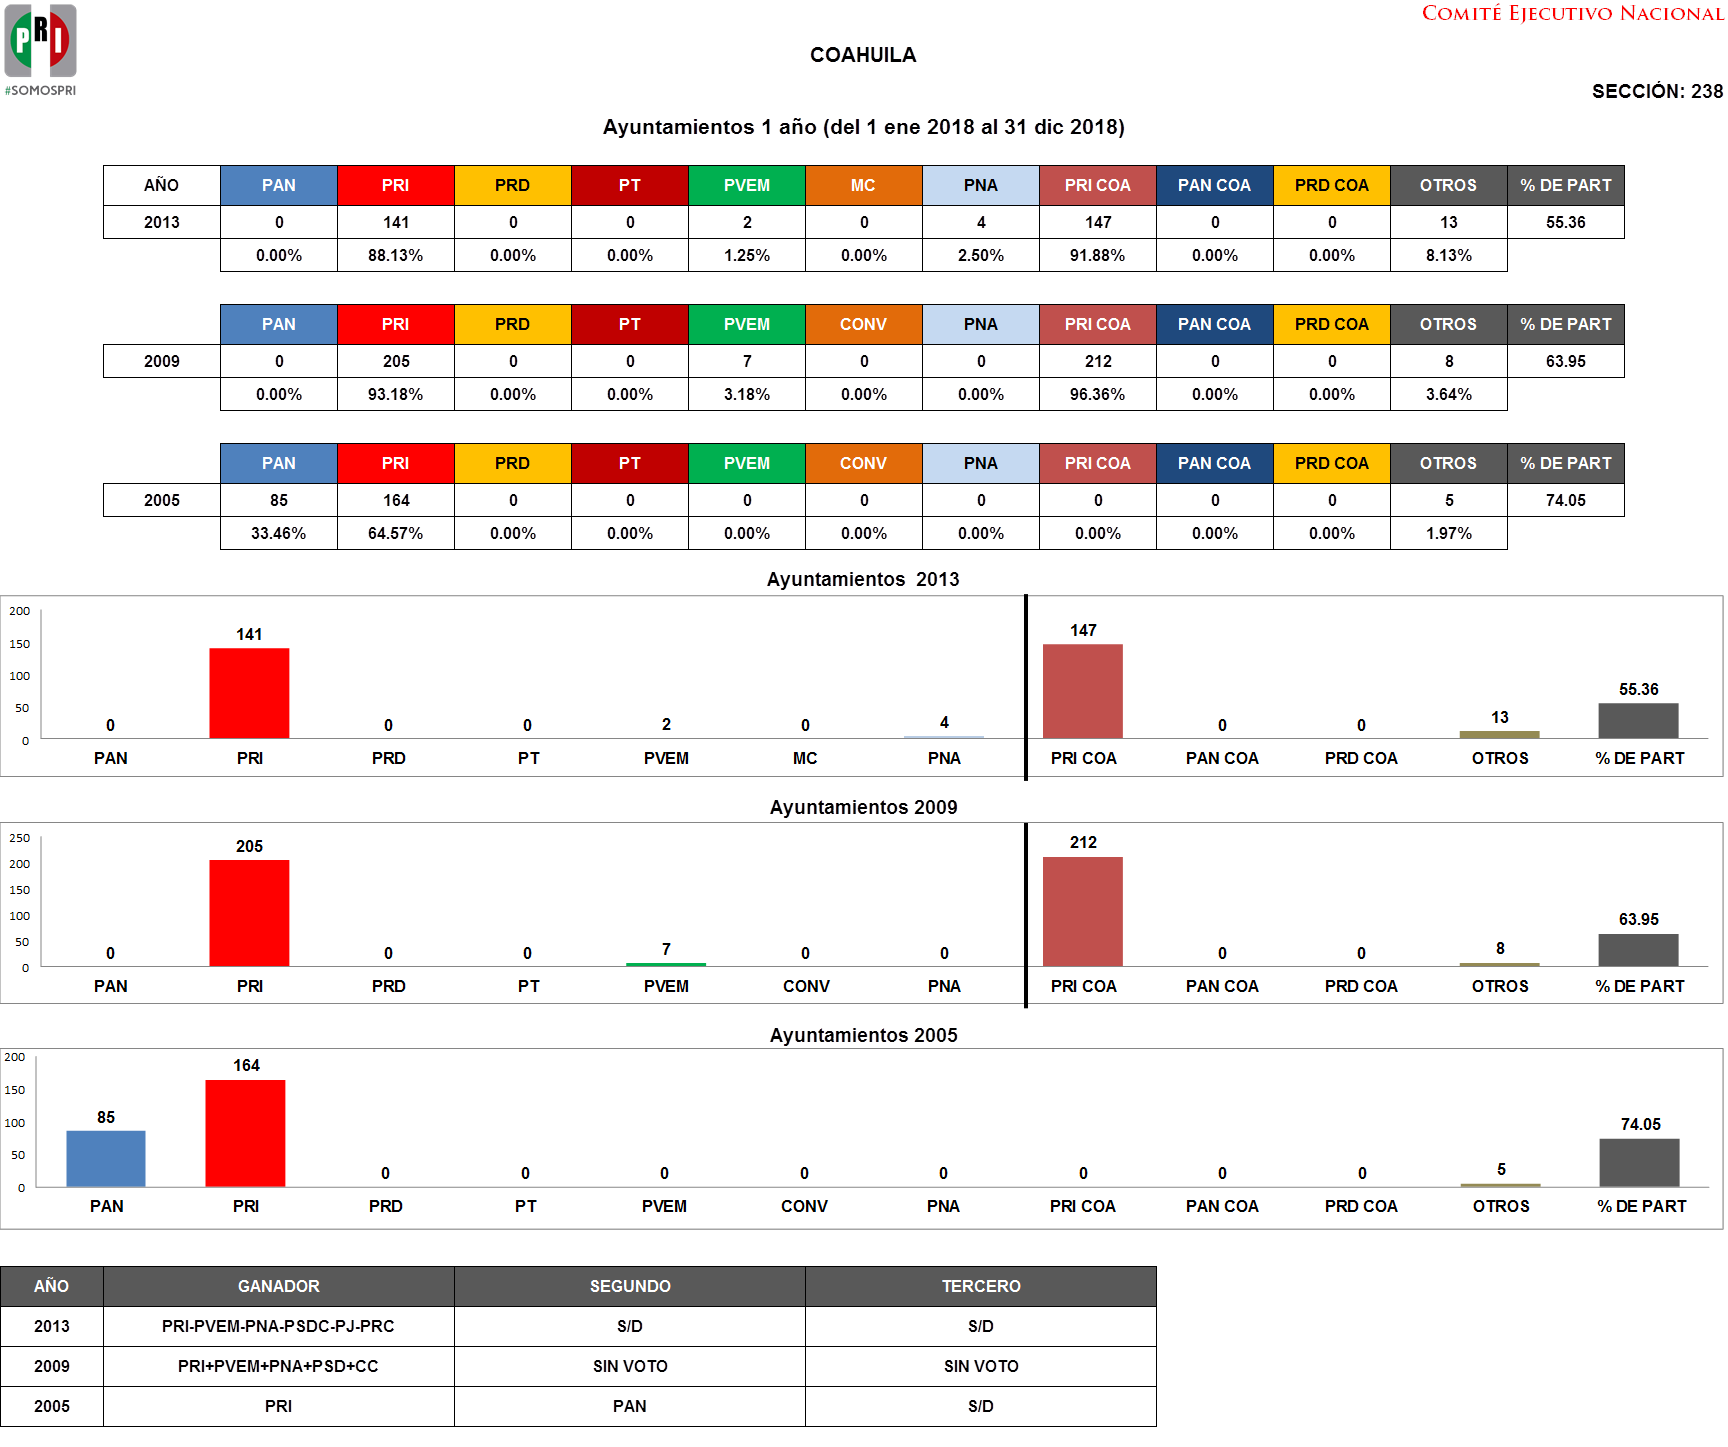 COMITÉ EJECUTIVO NACIONAL
PRI
#SOMOSPRI
COAHUILA
SECCIÓN: 238
Ayuntamientos 1 año (del 1 ene 2018 al 31 dic 2018)
AÑO PAN PRI PRD PT PVEM MC PNA PRI COA PAN COA PRD COA OTROS % DE PART
2013 0 141 0 0 2 0 4 147 0 0 13 55.36
0.00% 88.13% 0.00% 0.00% 1.25% 0.00% 2.50% 91.88% 0.00% 0.00% 8.13%
PAN PRI PRD PT PVEM CONV PNA PRI COA PAN COA PRD COA OTROS % DE PART
2009 0 205 0 0 7 0 0 212 0 0 8 63.95
0.00% 93.18% 0.00% 0.00% 3.18% 0.00% 0.00% 96.36% 0.00% 0.00% 3.64%
PAN PRI PRD PT PVEM CONV PNA PRI COA PAN COA PRD COA OTROS % DE PART
2005 85 164 0 0 0 0 0 0 0 0 5 74.05
33.46% 64.57% 0.00% 0.00% 0.00% 0.00% 0.00% 0.00% 0.00% 0.00% 1.97%
Ayuntamientos 2013
200
150
100
50
0
0 141 0 0 2 0 4 147 0 0 13 55.36
PAN PRI PRD PT PVEM MC PNA PRI COA PAN COA PRD COA OTROS % DE PART
Ayuntamientos 2009
250
200
150
100
50
0
0 205 0 0 7 0 0 212 0 0 8 63.95
PAN PRI PRD PT PVEM CONV PNA PRI COA PAN COA PRD COA OTROS % DE PART
Ayuntamientos 2005
200
150
100
50
0
85 164 0 0 0 0 0 0 0 0 5 74.05
PAN PRI PRD PT PVEM CONV PNA PRI COA PAN COA PRD COA OTROS % DE PART
AÑO GANADOR SEGUNDO TERCERO
2013 PRI-PVEM-PNA-PSDC-PJ-PRC S/D S/D
2009 PRI+PVEM+PNA+PSD+CC SIN VOTO SIN VOTO
2005 PRI PAN S/D